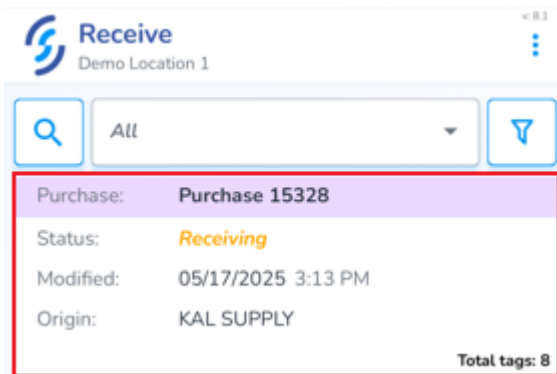 v: 8.1
Receive
Demo Location 1
All
Purchase: Purchase 15328
Status: Receiving
Modified: 05/17/2025 3:13 PM
Origin: KAL SUPPLY
Total tags: 8